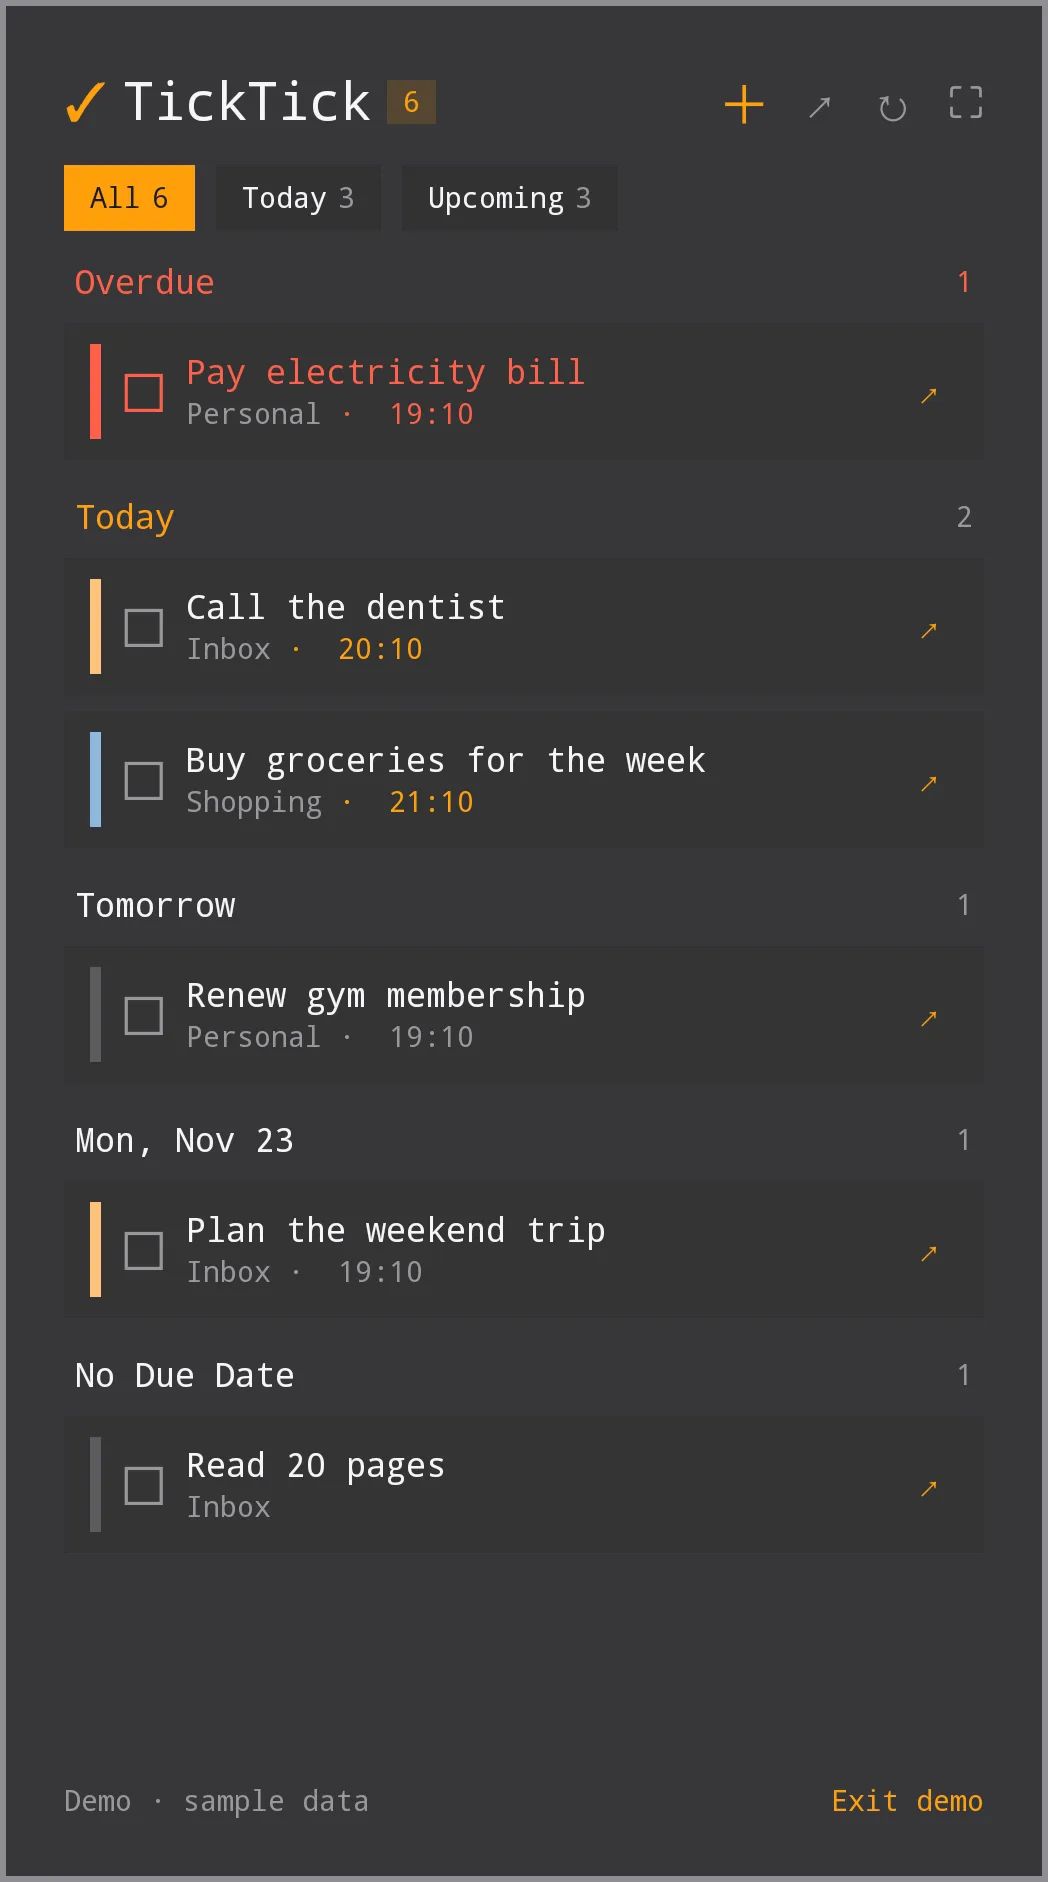 ✓ TickTick 6
All 6 Today 3 Upcoming 3
Overdue 1
Pay electricity bill
Personal · 19:10
Today 2
Call the dentist
Inbox · 20:10
Buy groceries for the week
Shopping · 21:10
Tomorrow 1
Renew gym membership
Personal · 19:10
Mon, Nov 23 1
Plan the weekend trip
Inbox · 19:10
No Due Date 1
Read 20 pages
Inbox
Demo · sample data Exit demo